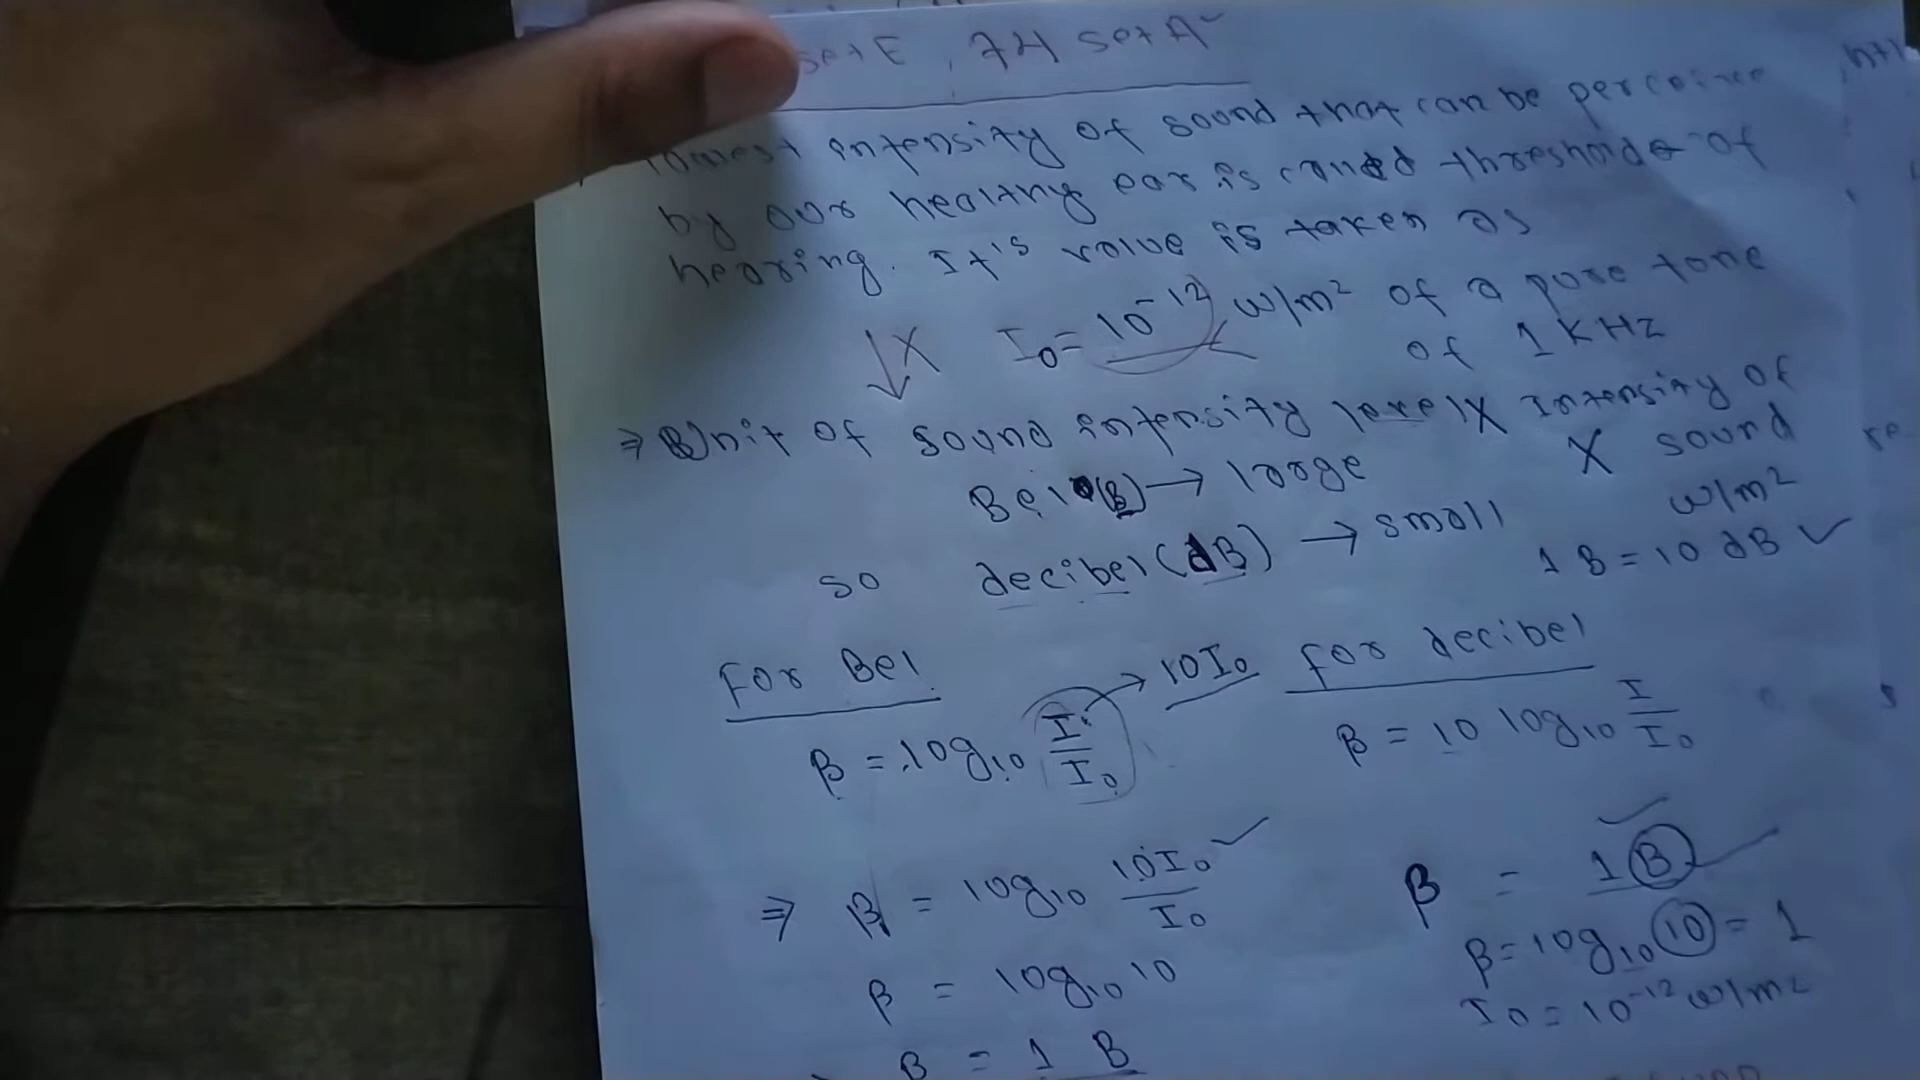 set E, 74 set A
lowest intensity of sound that can be perceive
by our healthy ear is called threshold of
hearing. It's value is taken as
I₀ = 10⁻¹² W/m² of a pure tone
of 1 KHz
X
⇒ Unit of sound intensity level X Intensity of
X sound
Bel (B) → large
W/m²
so decibel (dB) → small
1 B = 10 dB ✓
For Bel
For decibel
β = log₁₀ I/I₀ → 10I₀
β = 10 log₁₀ I/I₀
⇒ β = log₁₀ 10I₀/I₀ ✓
β = 1 B
β = log₁₀ 10
β = log₁₀ 10 = 1
I₀ = 10⁻¹² W/m²
β = 1 B